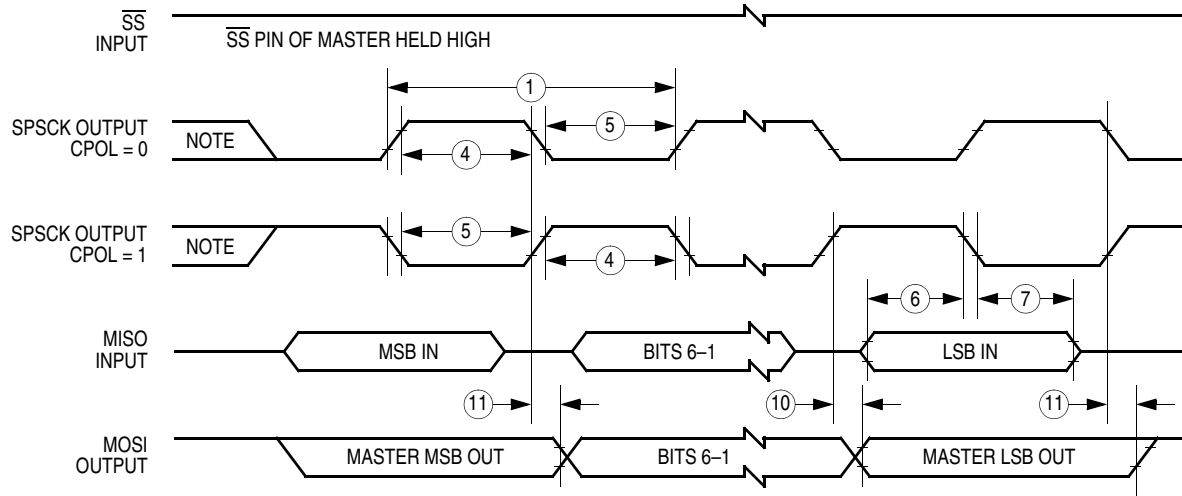 SS
INPUT
SS PIN OF MASTER HELD HIGH
1
SPSCK OUTPUT
CPOL = 0
NOTE
5
4
SPSCK OUTPUT
CPOL = 1
NOTE
5
4
6
7
MISO
INPUT
MSB IN
BITS 6–1
LSB IN
11
10
11
MOSI
OUTPUT
MASTER MSB OUT
BITS 6–1
MASTER LSB OUT